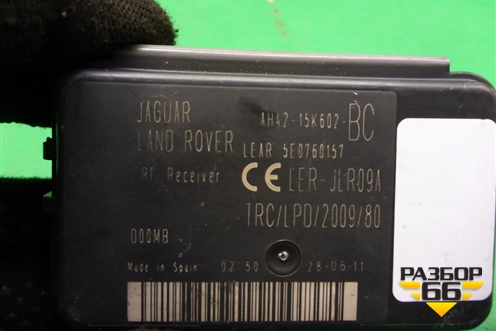 JAGUAR AH42-15K602-BC
LAND ROVER LEAR 5E0760157
RF Receiver CE LER-JLR09A
TRC/LPD/2009/80
D00MB
Made in Spain 02:50 28-06-11
РАЗБОР
66